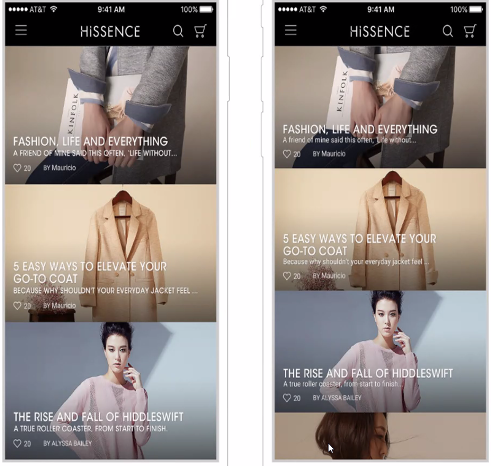 ●●●●● AT&T 9:41 AM 100%
HiSSENCE
KINFOLK
FASHION, LIFE AND EVERYTHING
A FRIEND OF MINE SAID THIS OFTEN, 'LIFE WITHOUT...
20 BY Mauricio
5 EASY WAYS TO ELEVATE YOUR
GO-TO COAT
BECAUSE WHY SHOULDN'T YOUR EVERYDAY JACKET FEEL ...
20 BY Mauricio
THE RISE AND FALL OF HIDDLESWIFT
A TRUE ROLLER COASTER, FROM START TO FINISH
20 BY ALYSSA BAILEY
●●●●● AT&T 9:41 AM 100%
HiSSENCE
KINFOLK
FASHION, LIFE AND EVERYTHING
A friend of mine said this often, 'Life without...
20 BY Mauricio
5 EASY WAYS TO ELEVATE YOUR
GO-TO COAT
Because why shouldn't your everyday jacket feel ...
20 BY Mauricio
THE RISE AND FALL OF HIDDLESWIFT
A true roller coaster, from start to finish
20 BY ALYSSA BAILEY